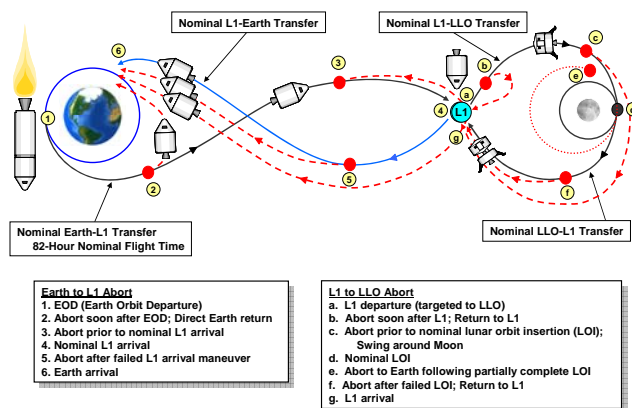 Nominal L1-Earth Transfer
Nominal L1-LLO Transfer
6
3
b
c
a
e
1
4
L1
d
g
2
5
f
Nominal Earth-L1 Transfer
82-Hour Nominal Flight Time
Nominal LLO-L1 Transfer
Earth to L1 Abort
1. EOD (Earth Orbit Departure)
2. Abort soon after EOD; Direct Earth return
3. Abort prior to nominal L1 arrival
4. Nominal L1 arrival
5. Abort after failed L1 arrival maneuver
6. Earth arrival
L1 to LLO Abort
a. L1 departure (targeted to LLO)
b. Abort soon after L1; Return to L1
c. Abort prior to nominal lunar orbit insertion (LOI);
Swing around Moon
d. Nominal LOI
e. Abort to Earth following partially complete LOI
f. Abort after failed LOI; Return to L1
g. L1 arrival